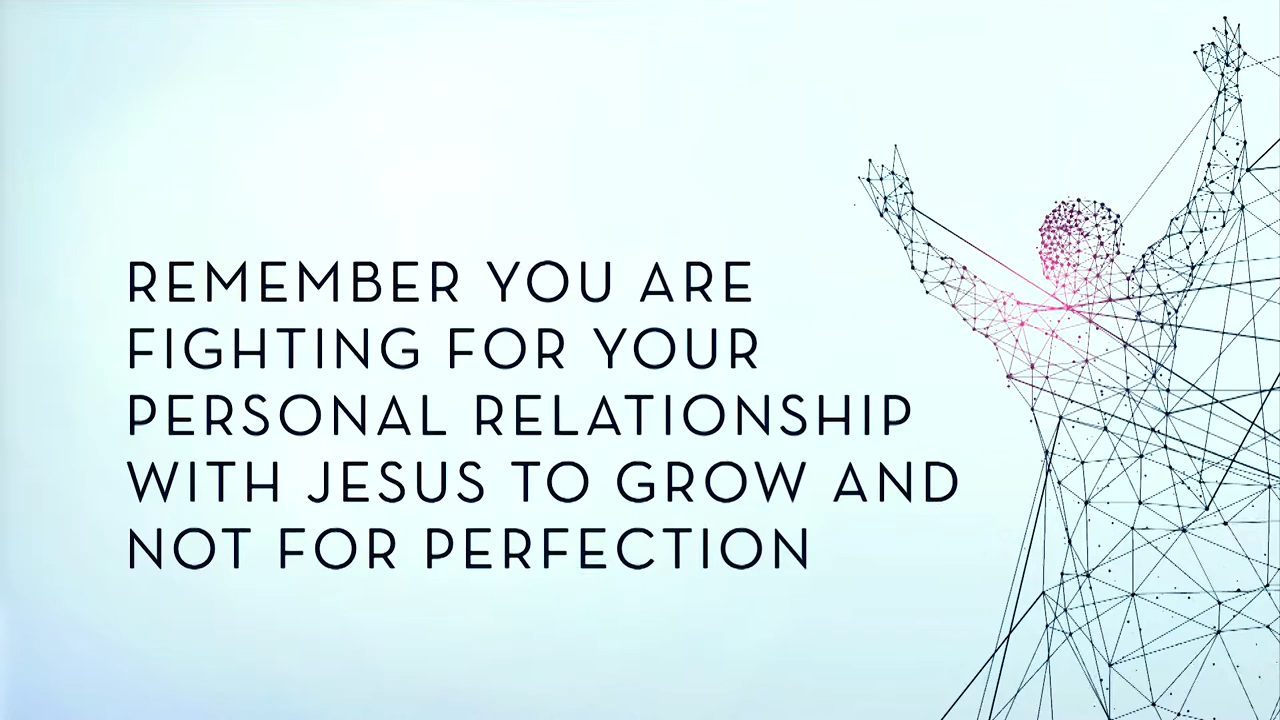 REMEMBER YOU ARE
FIGHTING FOR YOUR
PERSONAL RELATIONSHIP
WITH JESUS TO GROW AND
NOT FOR PERFECTION